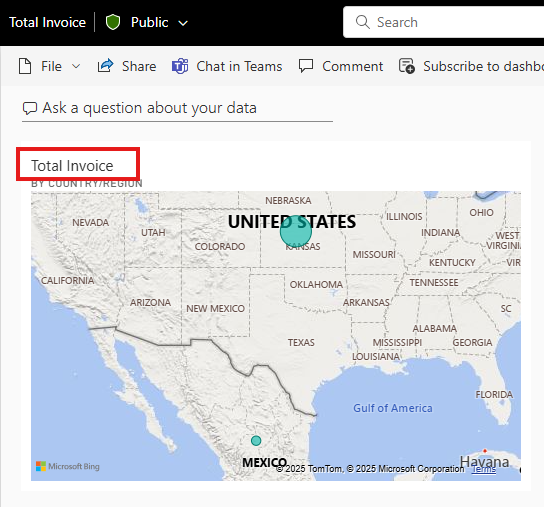 Total Invoice Public Search
File Share Chat in Teams Comment Subscribe to dashbo
Ask a question about your data
Total Invoice
BY COUNTRY/REGION
NEBRASKA
UNITED STATES
ILLINOIS
OHIO
NEVADA
UTAH
COLORADO
KANSAS
INDIANA
WEST
VIRGINI
MISSOURI
KENTUCKY
VIR
CALIFORNIA
OKLAHOMA
TENNESSEE
ARIZONA
NEW MEXICO
ARKANSAS
SC
TEXAS
MISSISSIPPI
ALABAMA
GEORGIA
LOUISIANA
FLORIDA
Gulf of America
MEXICO
Havana
Microsoft Bing
© 2025 TomTom, © 2025 Microsoft Corporation Terms